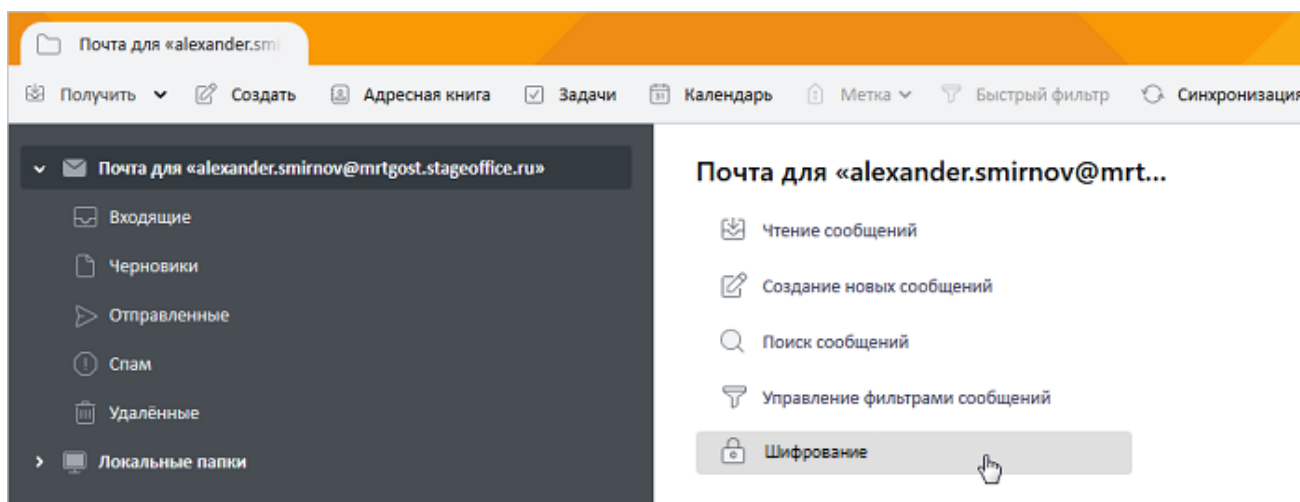 Почта для «alexander.smi
Получить Создать Адресная книга Задачи 31 Календарь Метка Быстрый фильтр Синхронизация
Почта для «alexander.smirnov@mrtgost.stageoffice.ru»
Входящие
Черновики
Отправленные
Спам
Удалённые
Локальные папки
Почта для «alexander.smirnov@mrt...
Чтение сообщений
Создание новых сообщений
Поиск сообщений
Управление фильтрами сообщений
Шифрование